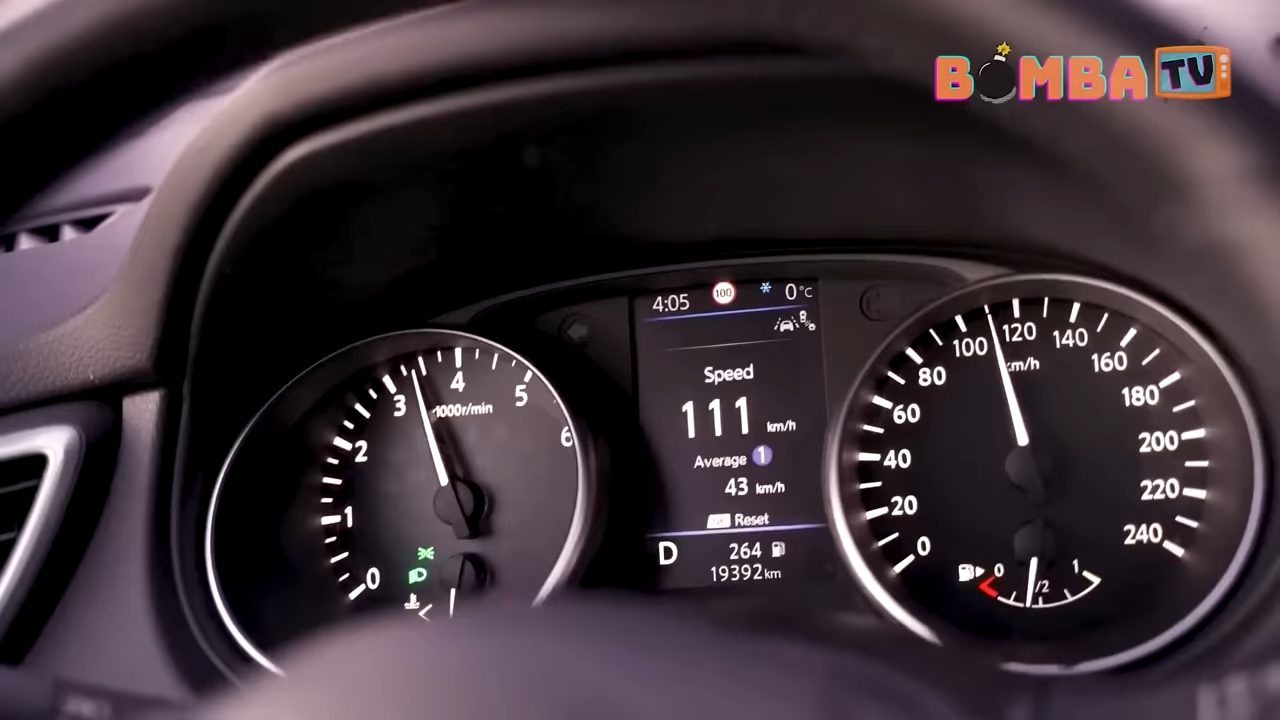 BOMBA TV
4:05 100 0°C
Speed
111 km/h
Average 1
43 km/h
Reset
D 264
19392 km
0 1 2 3 4 5 6
1000r/min
0 20 40 60 80 100 120 140 160 180 200 220 240
km/h
0 1/2 1